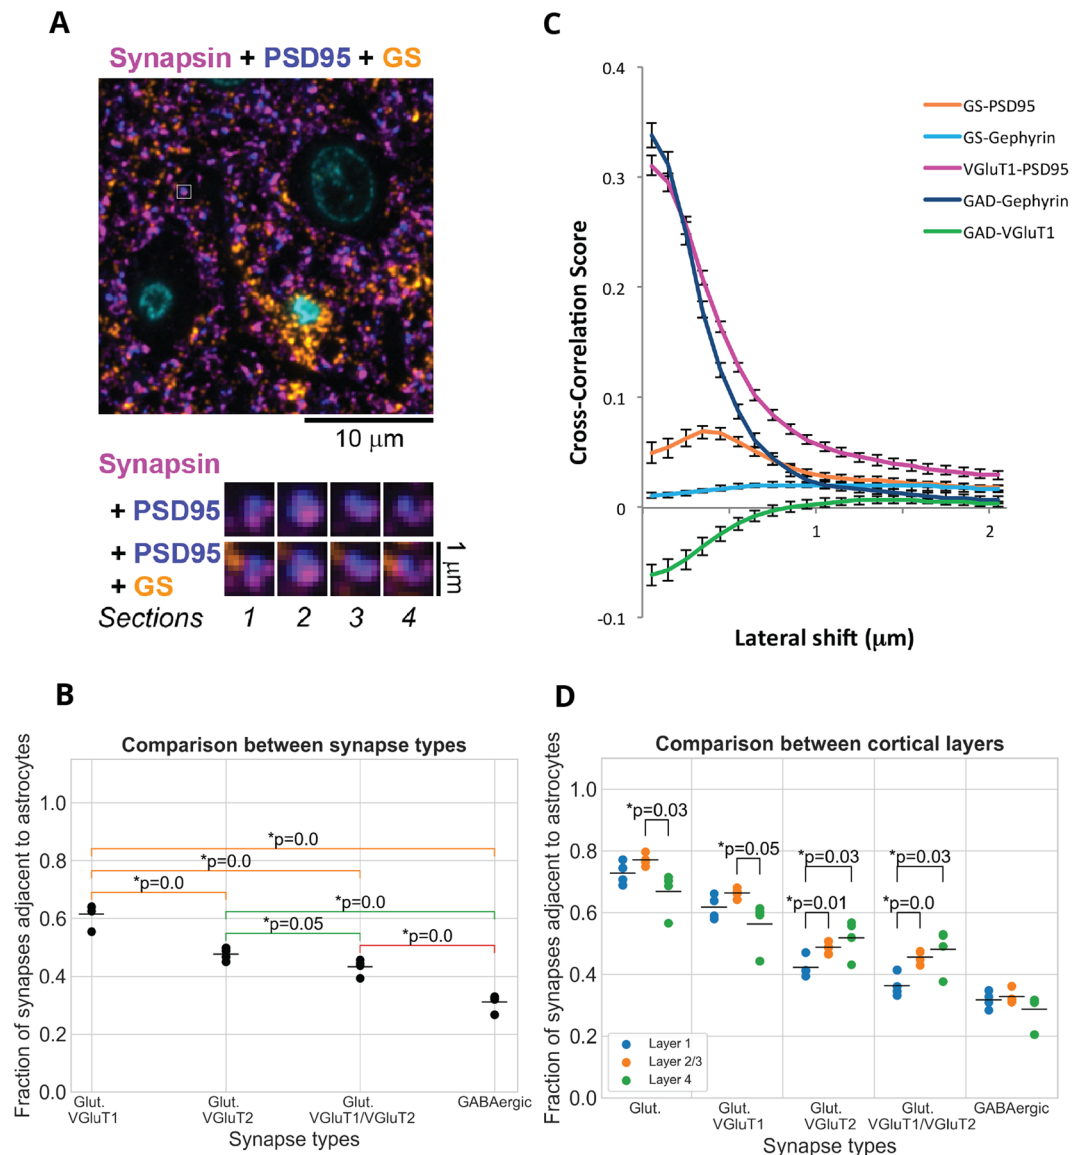 A
Synapsin + PSD95 + GS
10 μm
Synapsin
+ PSD95
+ PSD95
+ GS
1 μm
Sections 1 2 3 4
C
Cross-Correlation Score
0.4
0.3
0.2
0.1
0
-0.1
1
2
Lateral shift (μm)
GS-PSD95
GS-Gephyrin
VGluT1-PSD95
GAD-Gephyrin
GAD-VGluT1
B
Comparison between synapse types
Fraction of synapses adjacent to astrocytes
1.0
0.8
0.6
0.4
0.2
0.0
*p=0.0
*p=0.0
*p=0.0
*p=0.0
*p=0.05
*p=0.0
Glut.
VGluT1
Glut.
VGluT2
Glut.
VGluT1/VGluT2
GABAergic
Synapse types
D
Comparison between cortical layers
Fraction of synapses adjacent to astrocytes
1.0
0.8
0.6
0.4
0.2
0.0
*p=0.03
*p=0.05
*p=0.03
*p=0.01
*p=0.03
*p=0.0
Layer 1
Layer 2/3
Layer 4
Glut.
Glut.
VGluT1
Glut.
VGluT2
Glut.
VGluT1/VGluT2
GABAergic
Synapse types